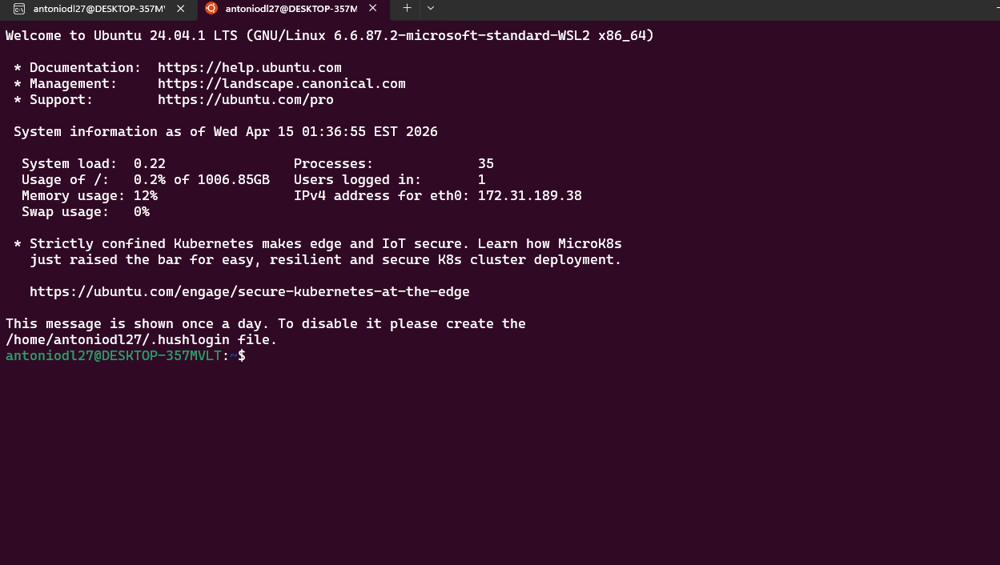 antoniodl27@DESKTOP-357M
antoniodl27@DESKTOP-357M
Welcome to Ubuntu 24.04.1 LTS (GNU/Linux 6.6.87.2-microsoft-standard-WSL2 x86_64)
* Documentation:  https://help.ubuntu.com
* Management:     https://landscape.canonical.com
* Support:        https://ubuntu.com/pro
System information as of Wed Apr 15 01:36:55 EST 2026
System load:  0.22                Processes:             35
Usage of /:   0.2% of 1006.85GB   Users logged in:       1
Memory usage: 12%                 IPv4 address for eth0: 172.31.189.38
Swap usage:   0%
* Strictly confined Kubernetes makes edge and IoT secure. Learn how MicroK8s
just raised the bar for easy, resilient and secure K8s cluster deployment.
https://ubuntu.com/engage/secure-kubernetes-at-the-edge
This message is shown once a day. To disable it please create the
/home/antoniodl27/.hushlogin file.
antoniodl27@DESKTOP-357MVLT:~$